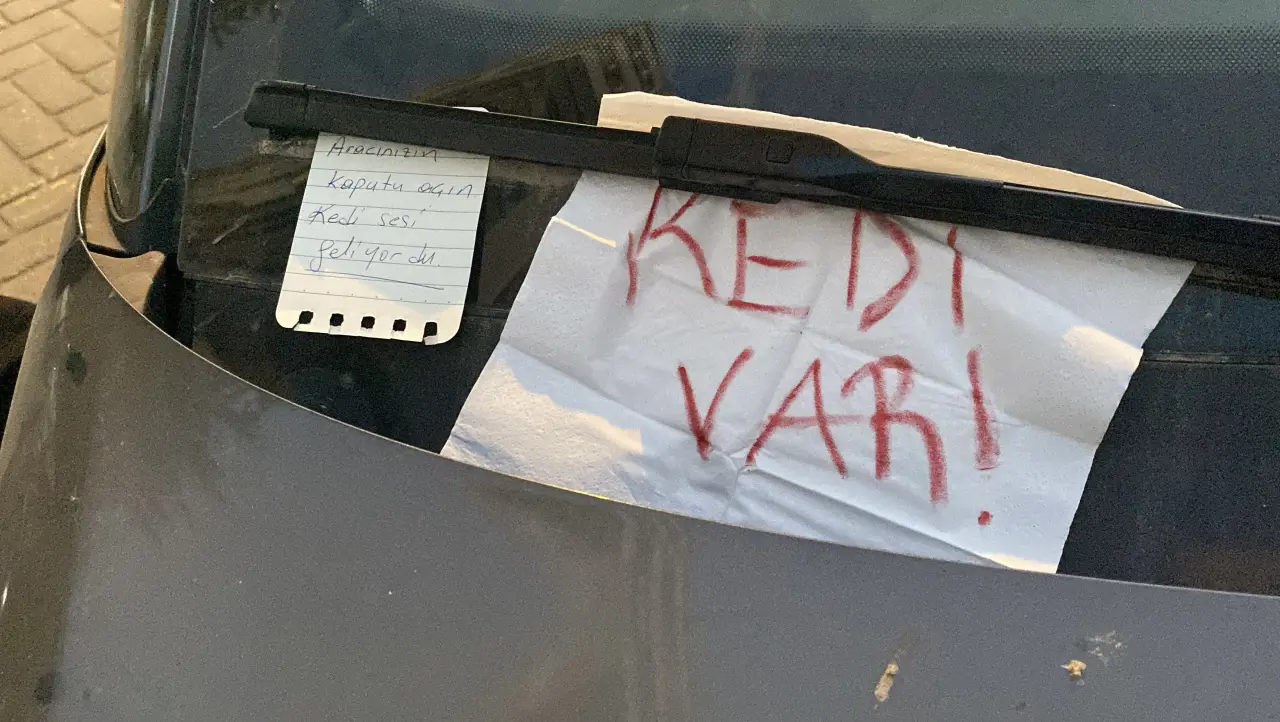 Aracınızın
Kaputu açın
Kedi sesi
geliyordu.
KEDİ
VAR!